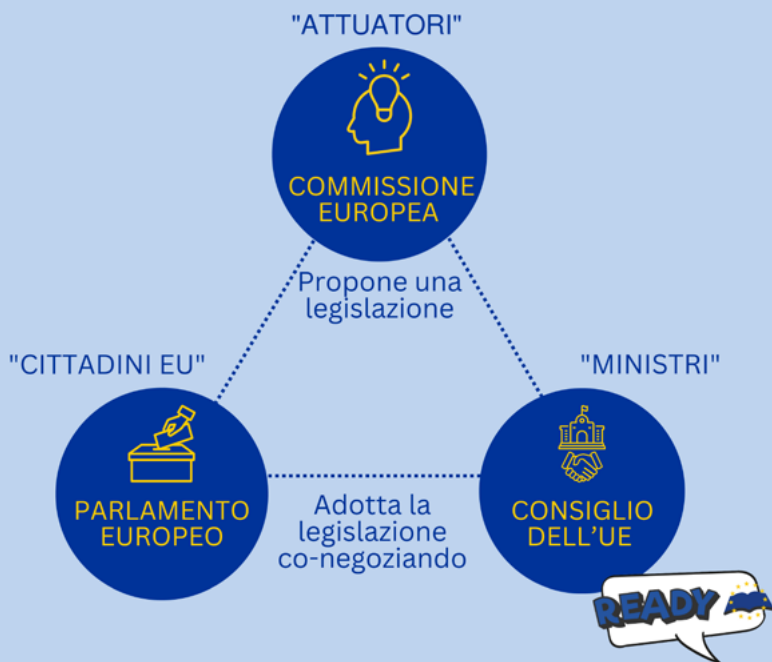 "ATTUATORI"
COMMISSIONE
EUROPEA
Propone una
legislazione
"CITTADINI EU"
"MINISTRI"
PARLAMENTO
EUROPEO
Adotta la
legislazione
co-negoziando
CONSIGLIO
DELL'UE
READY